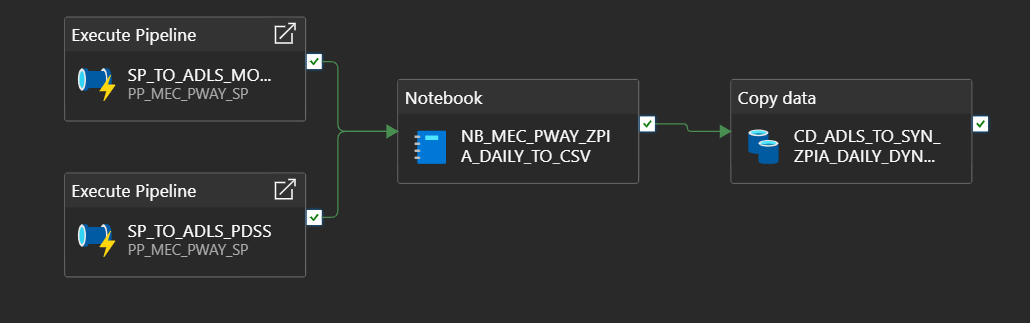 Execute Pipeline
SP_TO_ADLS_MO...
PP_MEC_PWAY_SP
Notebook
NB_MEC_PWAY_ZPI
A_DAILY_TO_CSV
Copy data
CD_ADLS_TO_SYN_
ZPIA_DAILY_DYN...
Execute Pipeline
SP_TO_ADLS_PDSS
PP_MEC_PWAY_SP